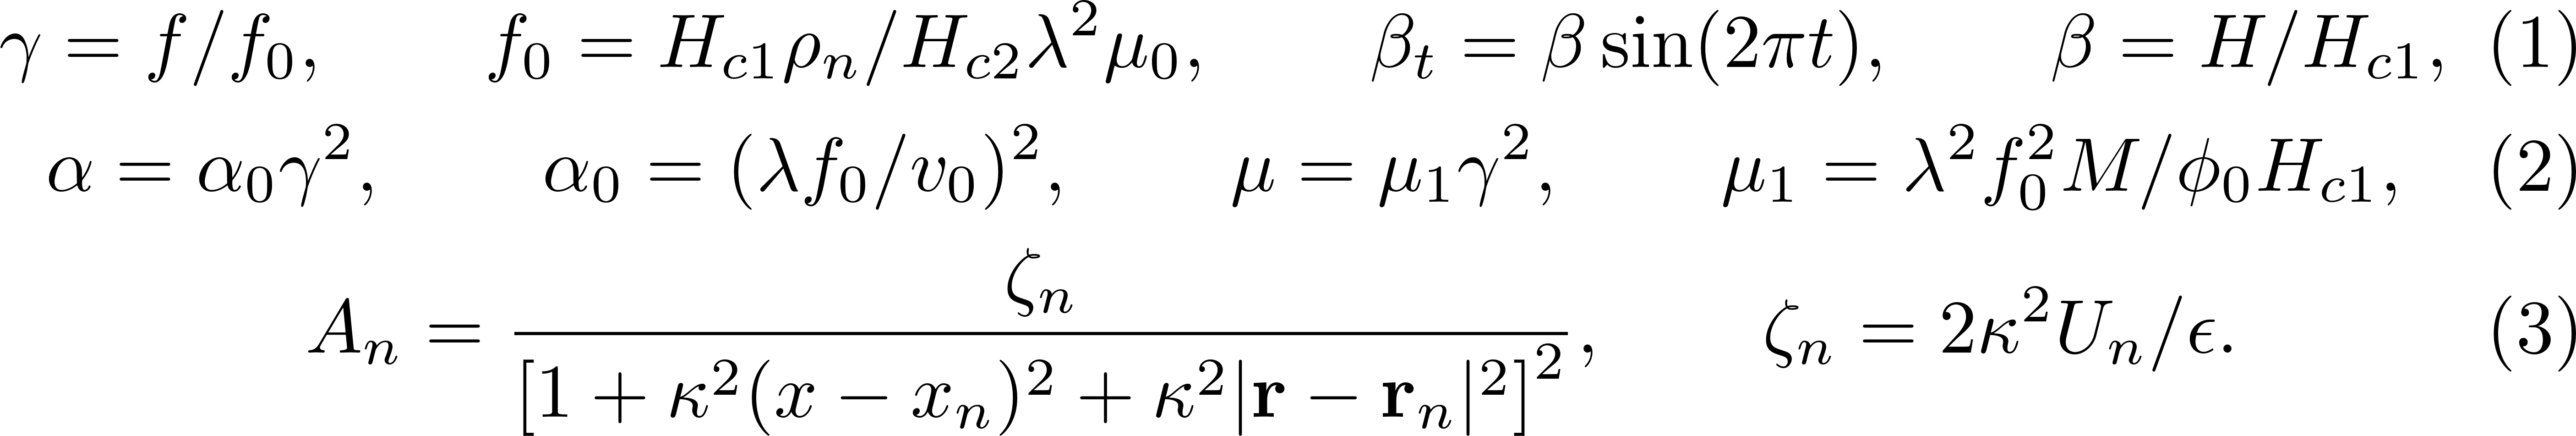 γ = f/f₀, f₀ = H_{c1}ρ_n/H_{c2}λ²μ₀, β_t = β sin(2πt), β = H/H_{c1}, (1)
α = α₀γ², α₀ = (λf₀/v₀)², μ = μ₁γ², μ₁ = λ²f₀²M/φ₀H_{c1}, (2)
A_n = ζ_n / [1 + κ²(x − x_n)² + κ²|𝐫 − 𝐫_n|²]², ζ_n = 2κ²U_n/ϵ. (3)